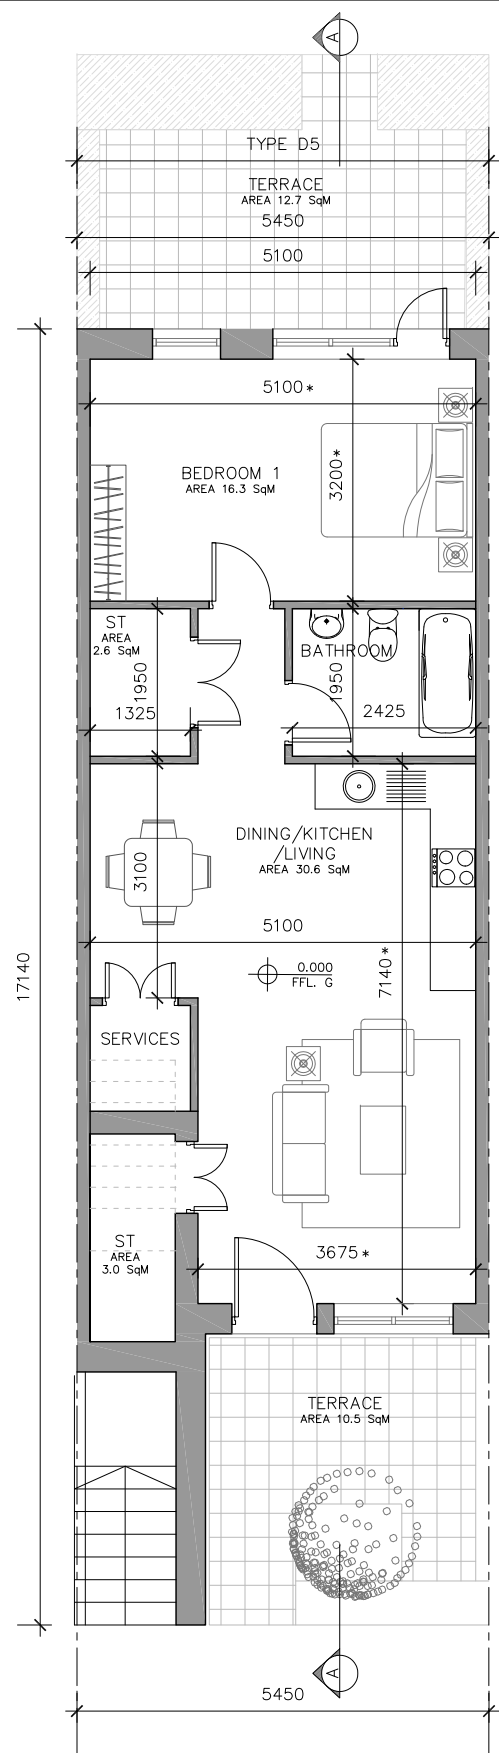 A
TYPE D5
TERRACE
AREA 12.7 SqM
5450
5100
5100*
3200*
BEDROOM 1
AREA 16.3 SqM
ST
AREA
2.6 SqM
1950
1325
BATHROOM
1950
2425
DINING/KITCHEN
/LIVING
AREA 30.6 SqM
3100
5100
17140
7140*
0.000
FFL. G
SERVICES
ST
AREA
3.0 SqM
3675*
TERRACE
AREA 10.5 SqM
A
5450